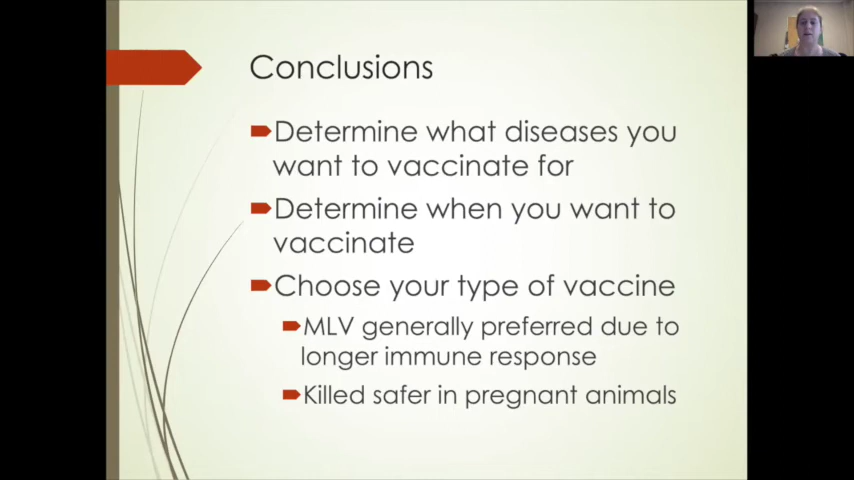 Conclusions
Determine what diseases you
want to vaccinate for
Determine when you want to
vaccinate
Choose your type of vaccine
MLV generally preferred due to
longer immune response
Killed safer in pregnant animals